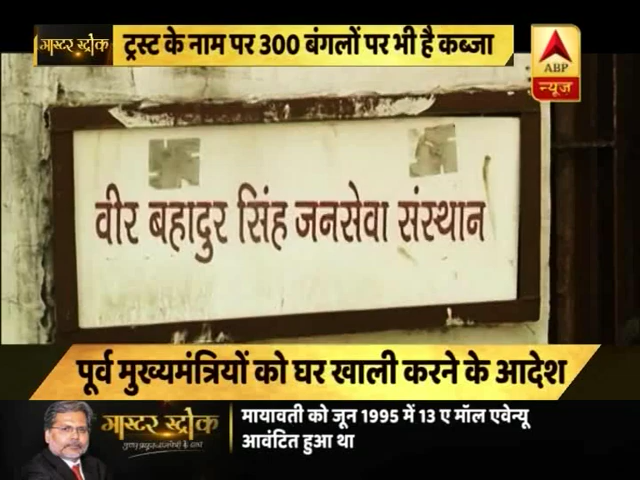 मास्टर स्ट्रोक
ट्रस्ट के नाम पर 300 बंगलों पर भी है कब्जा
ABP
न्यूज़
वीर बहादुर सिंह जनसेवा संस्थान
पूर्व मुख्यमंत्रियों को घर खाली करने के आदेश
मास्टर स्ट्रोक
मायावती को जून 1995 में 13 ए मॉल एवेन्यू
आवंटित हुआ था